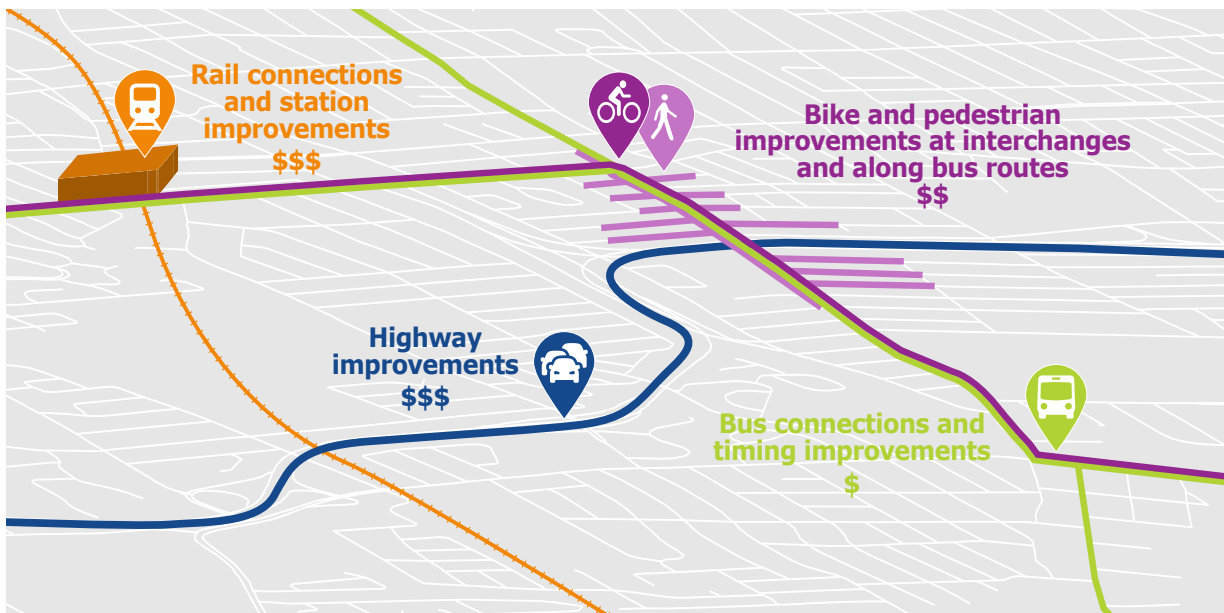 Rail connections
and station
improvements
$$$
Bike and pedestrian
improvements at interchanges
and along bus routes
$$
Highway
improvements
$$$
Bus connections and
timing improvements
$